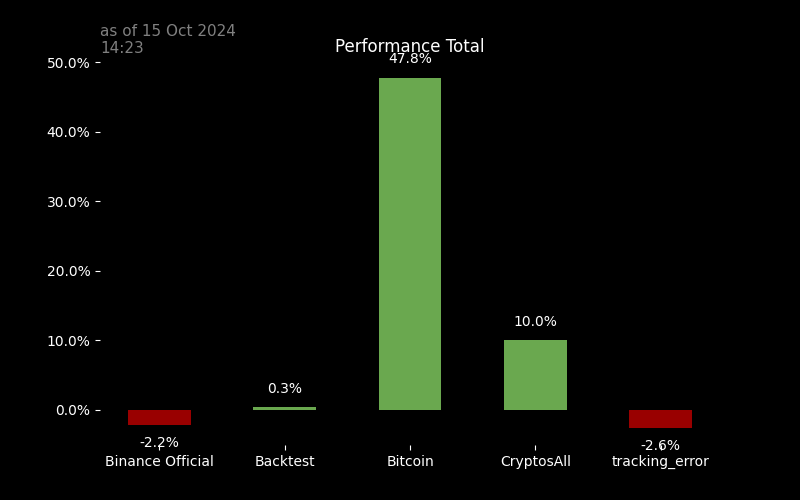 as of 15 Oct 2024
14:23
Performance Total
50.0%
40.0%
30.0%
20.0%
10.0%
0.0%
-2.2%
0.3%
47.8%
10.0%
-2.6%
Binance Official
Backtest
Bitcoin
CryptosAll
tracking_error